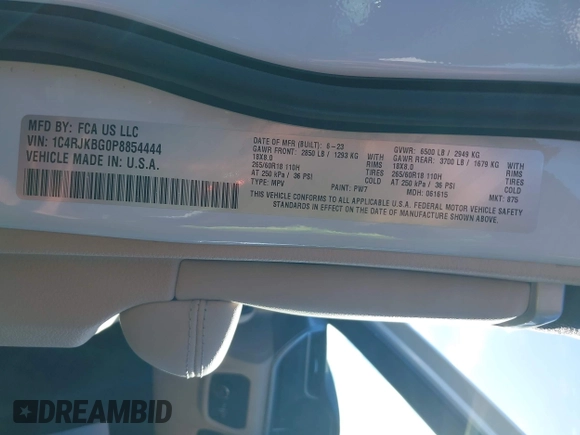 MFD BY: FCA US LLC
VIN: 1C4RJKBG0P8854444
VEHICLE MADE IN U.S.A.
DATE OF MFR (BUILT): 6-23 GVWR: 6500 LB / 2949 KG
GAWR FRONT: 2850 LB / 1293 KG GAWR REAR: 3700 LB / 1679 KG
18X8.0 RIMS 18X8.0 RIMS
265/60R18 110H TIRES 265/60R18 110H TIRES
AT 250 kPa / 36 PSI COLD AT 250 kPa / 36 PSI COLD
TYPE: MPV PAINT: PW7 MDH: 061615 MKT: 875
THIS VEHICLE CONFORMS TO ALL APPLICABLE U.S.A. FEDERAL MOTOR VEHICLE SAFETY
STANDARDS IN EFFECT ON THE DATE OF MANUFACTURE SHOWN ABOVE.
DREAMBID